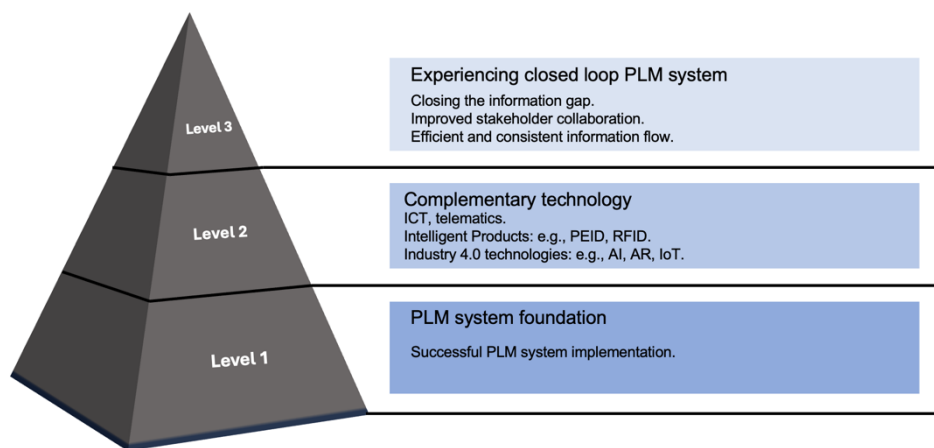 Level 3
Experiencing closed loop PLM system
Closing the information gap.
Improved stakeholder collaboration.
Efficient and consistent information flow.
Level 2
Complementary technology
ICT, telematics.
Intelligent Products: e.g., PEID, RFID.
Industry 4.0 technologies: e.g., AI, AR, IoT.
Level 1
PLM system foundation
Successful PLM system implementation.